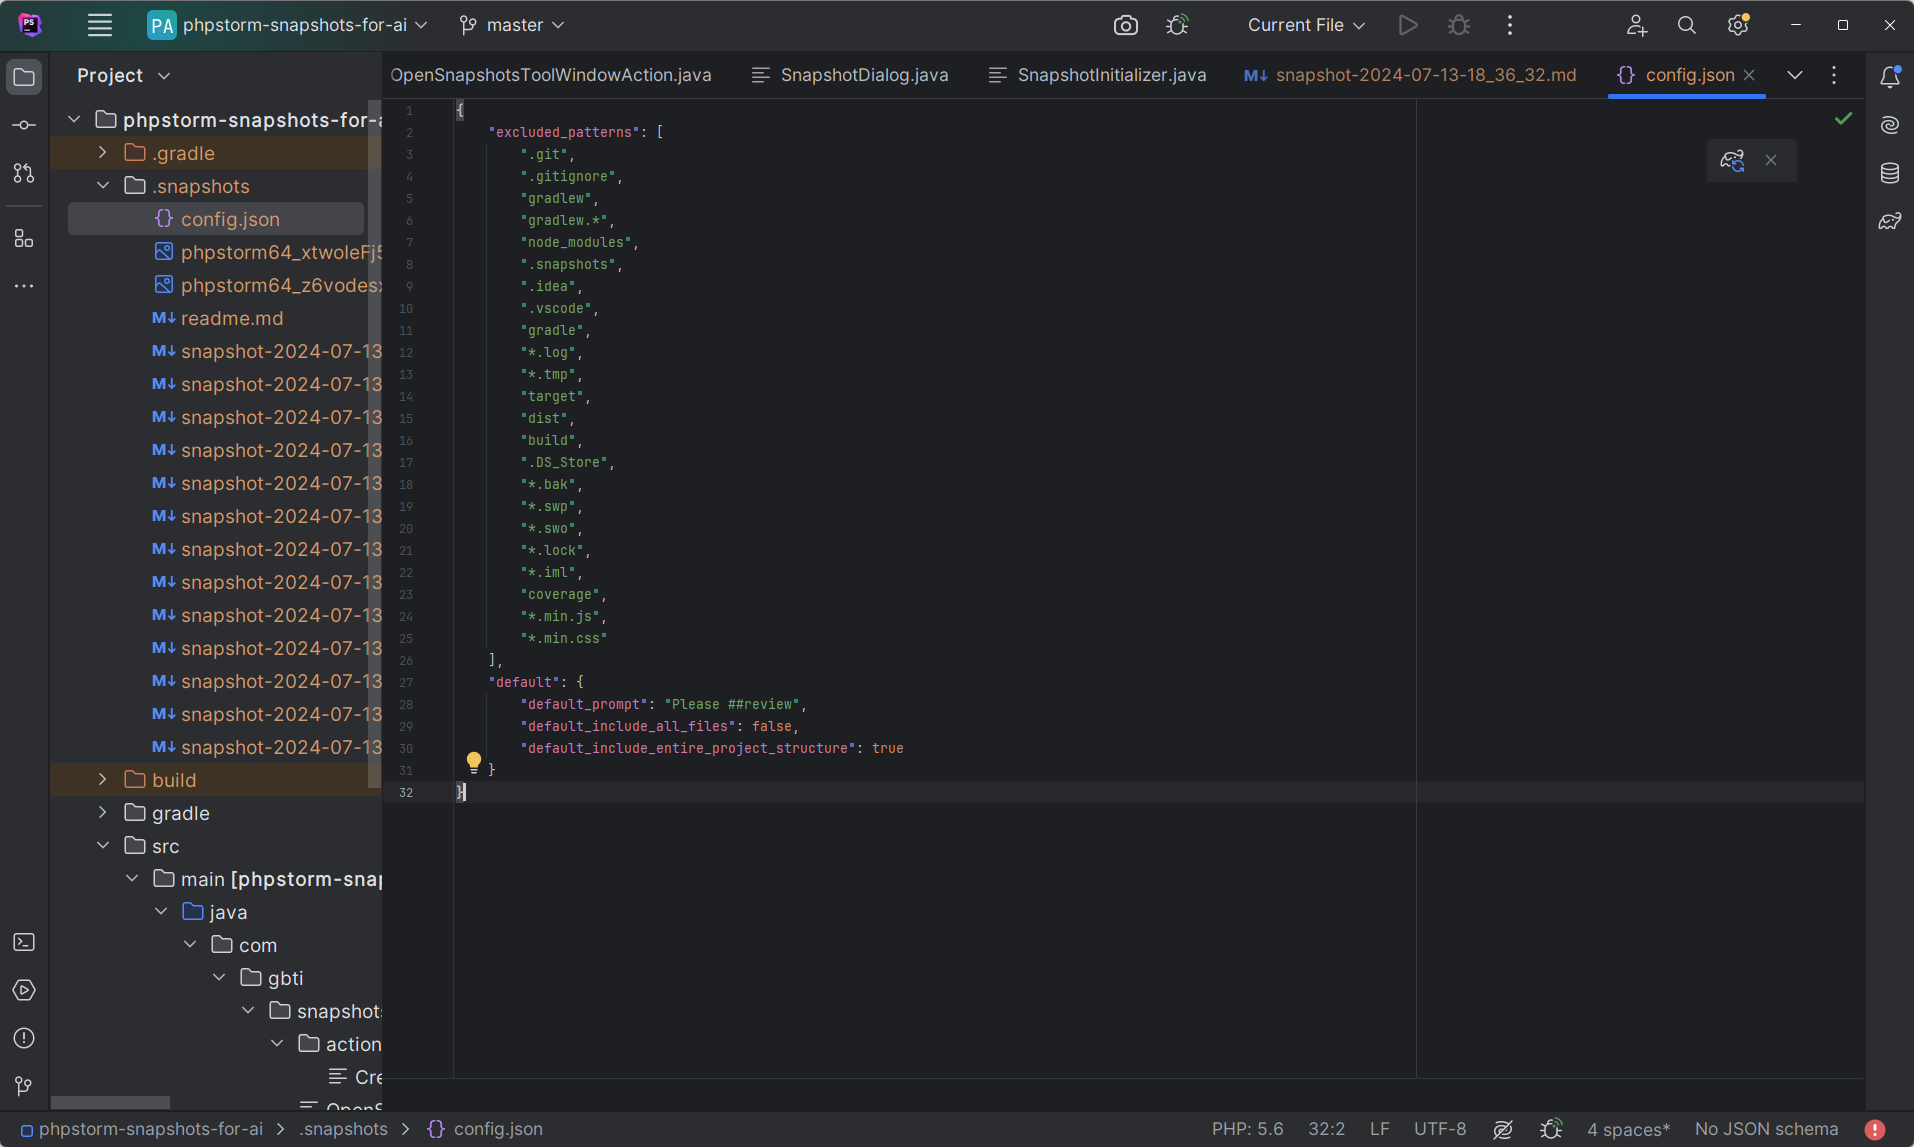 PS
PA phpstorm-snapshots-for-ai
master
Current File
Project
OpenSnapshotsToolWindowAction.java
SnapshotDialog.java
SnapshotInitializer.java
M↓ snapshot-2024-07-13-18_36_32.md
{} config.json
phpstorm-snapshots-for-a
.gradle
.snapshots
{} config.json
phpstorm64_xtwoleFj5
phpstorm64_z6vodesx
M↓ readme.md
M↓ snapshot-2024-07-13
M↓ snapshot-2024-07-13
M↓ snapshot-2024-07-13
M↓ snapshot-2024-07-13
M↓ snapshot-2024-07-13
M↓ snapshot-2024-07-13
M↓ snapshot-2024-07-13
M↓ snapshot-2024-07-13
M↓ snapshot-2024-07-13
M↓ snapshot-2024-07-13
M↓ snapshot-2024-07-13
M↓ snapshot-2024-07-13
M↓ snapshot-2024-07-13
build
gradle
src
main [phpstorm-snap
java
com
gbti
snapshots
action
Cre
OpenS
1 {
2 "excluded_patterns": [
3 ".git",
4 ".gitignore",
5 "gradlew",
6 "gradlew.*",
7 "node_modules",
8 ".snapshots",
9 ".idea",
10 ".vscode",
11 "gradle",
12 "*.log",
13 "*.tmp",
14 "target",
15 "dist",
16 "build",
17 ".DS_Store",
18 "*.bak",
19 "*.swp",
20 "*.swo",
21 "*.lock",
22 "*.iml",
23 "coverage",
24 "*.min.js",
25 "*.min.css"
26 ],
27 "default": {
28 "default_prompt": "Please ##review",
29 "default_include_all_files": false,
30 "default_include_entire_project_structure": true
31 }
32 }
phpstorm-snapshots-for-ai > .snapshots > {} config.json
PHP: 5.6
32:2
LF
UTF-8
4 spaces*
No JSON schema